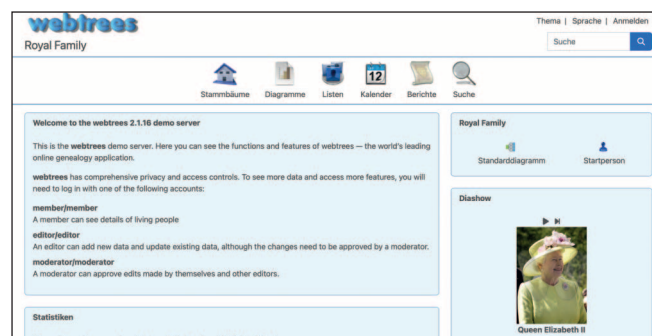 webtrees
Thema | Sprache | Anmelden
Royal Family
Suche
12
Stammbäume Diagramme Listen Kalender Berichte Suche
Welcome to the webtrees 2.1.16 demo server
This is the webtrees demo server. Here you can see the functions and features of webtrees — the world's leading
online genealogy application.
webtrees has comprehensive privacy and access controls. To see more data and access more features, you will
need to log in with one of the following accounts:
member/member
A member can see details of living people
editor/editor
An editor can add new data and update existing data, although the changes need to be approved by a moderator.
moderator/moderator
A moderator can approve edits made by themselves and other editors.
Statistiken
Royal Family
Standarddiagramm Startperson
Diashow
Queen Elizabeth II